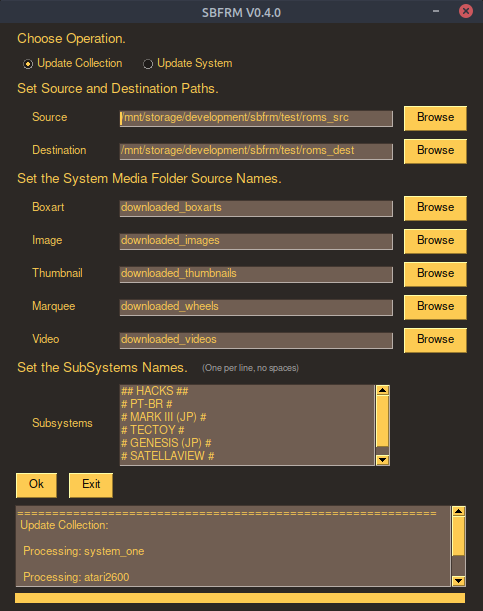 SBFRM V0.4.0
Choose Operation.
Update Collection Update System
Set Source and Destination Paths.
Source /mnt/storage/development/sbfrm/test/roms_src Browse
Destination /mnt/storage/development/sbfrm/test/roms_dest Browse
Set the System Media Folder Source Names.
Boxart downloaded_boxarts Browse
Image downloaded_images Browse
Thumbnail downloaded_thumbnails Browse
Marquee downloaded_wheels Browse
Video downloaded_videos Browse
Set the SubSystems Names. (One per line, no spaces)
## HACKS ##
# PT-BR #
# MARK III (JP) #
Subsystems # TECTOY #
# GENESIS (JP) #
# SATELLAVIEW #
Ok Exit
============================================================
Update Collection:
Processing: system_one
Processing: atari2600